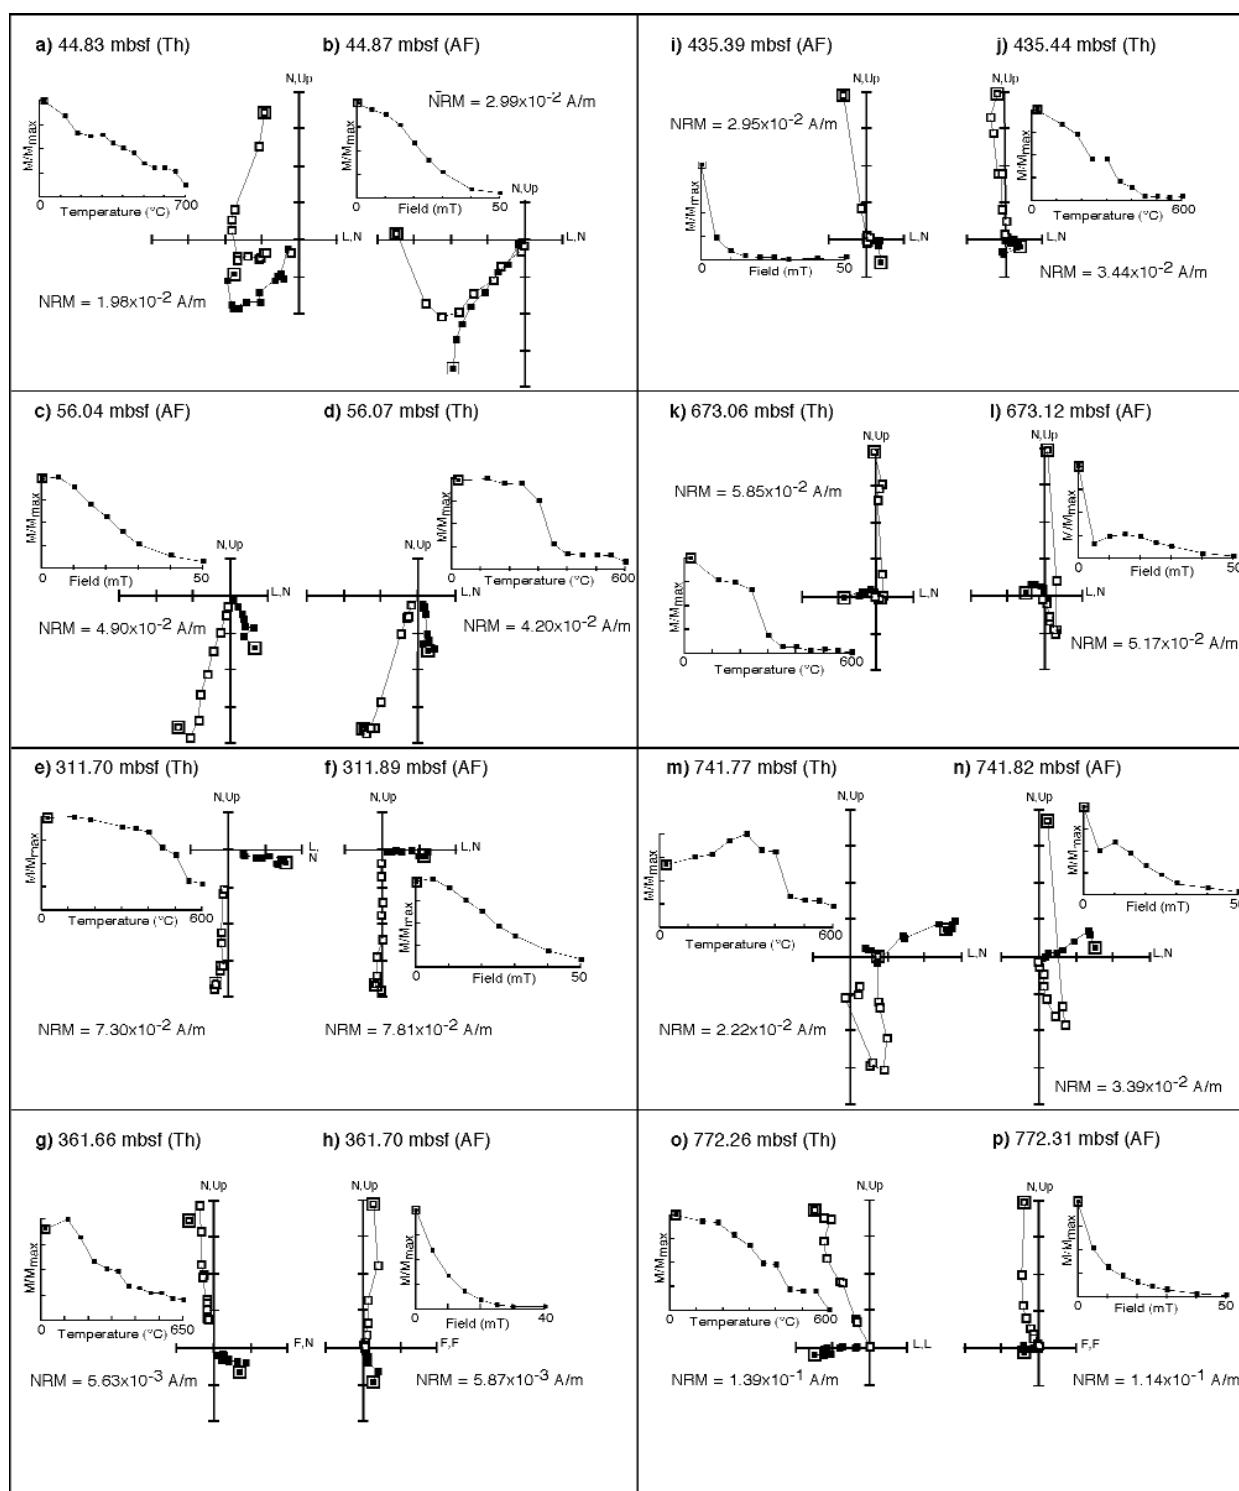 a) 44.83 mbsf (Th)
b) 44.87 mbsf (AF)
N,Up
NRM = 2.99x10-2 A/m
M/Mmax
0
Temperature (°C)
700
M/Mmax
0
Field (mT)
50
N,Up
L,N
L,N
NRM = 1.98x10-2 A/m
i) 435.39 mbsf (AF)
j) 435.44 mbsf (Th)
N,Up
N,Up
NRM = 2.95x10-2 A/m
M/Mmax
0
Field (mT)
50
M/Mmax
0
Temperature (°C)
600
L,N
L,N
NRM = 3.44x10-2 A/m
c) 56.04 mbsf (AF)
d) 56.07 mbsf (Th)
M/Mmax
0
Field (mT)
50
N,Up
N,Up
M/Mmax
0
Temperature (°C)
600
L,N
L,N
NRM = 4.90x10-2 A/m
NRM = 4.20x10-2 A/m
k) 673.06 mbsf (Th)
l) 673.12 mbsf (AF)
N,Up
N,Up
NRM = 5.85x10-2 A/m
M/Mmax
0
Field (mT)
50
M/Mmax
0
Temperature (°C)
600
L,N
L,N
NRM = 5.17x10-2 A/m
e) 311.70 mbsf (Th)
f) 311.89 mbsf (AF)
N,Up
N,Up
M/Mmax
0
Temperature (°C)
600
L,
N
L,N
M/Mmax
0
Field (mT)
50
NRM = 7.30x10-2 A/m
NRM = 7.81x10-2 A/m
m) 741.77 mbsf (Th)
n) 741.82 mbsf (AF)
N,Up
N,Up
M/Mmax
0
Temperature (°C)
600
M/Mmax
0
Field (mT)
50
L,N
L,N
NRM = 2.22x10-2 A/m
NRM = 3.39x10-2 A/m
g) 361.66 mbsf (Th)
h) 361.70 mbsf (AF)
N,Up
N,Up
M/Mmax
0
Temperature (°C)
650
M/Mmax
0
Field (mT)
40
F,N
F,F
NRM = 5.63x10-3 A/m
NRM = 5.87x10-3 A/m
o) 772.26 mbsf (Th)
p) 772.31 mbsf (AF)
N,Up
N,Up
M/Mmax
0
Temperature (°C)
600
M/Mmax
0
Field (mT)
50
L,L
F,F
NRM = 1.39x10-1 A/m
NRM = 1.14x10-1 A/m